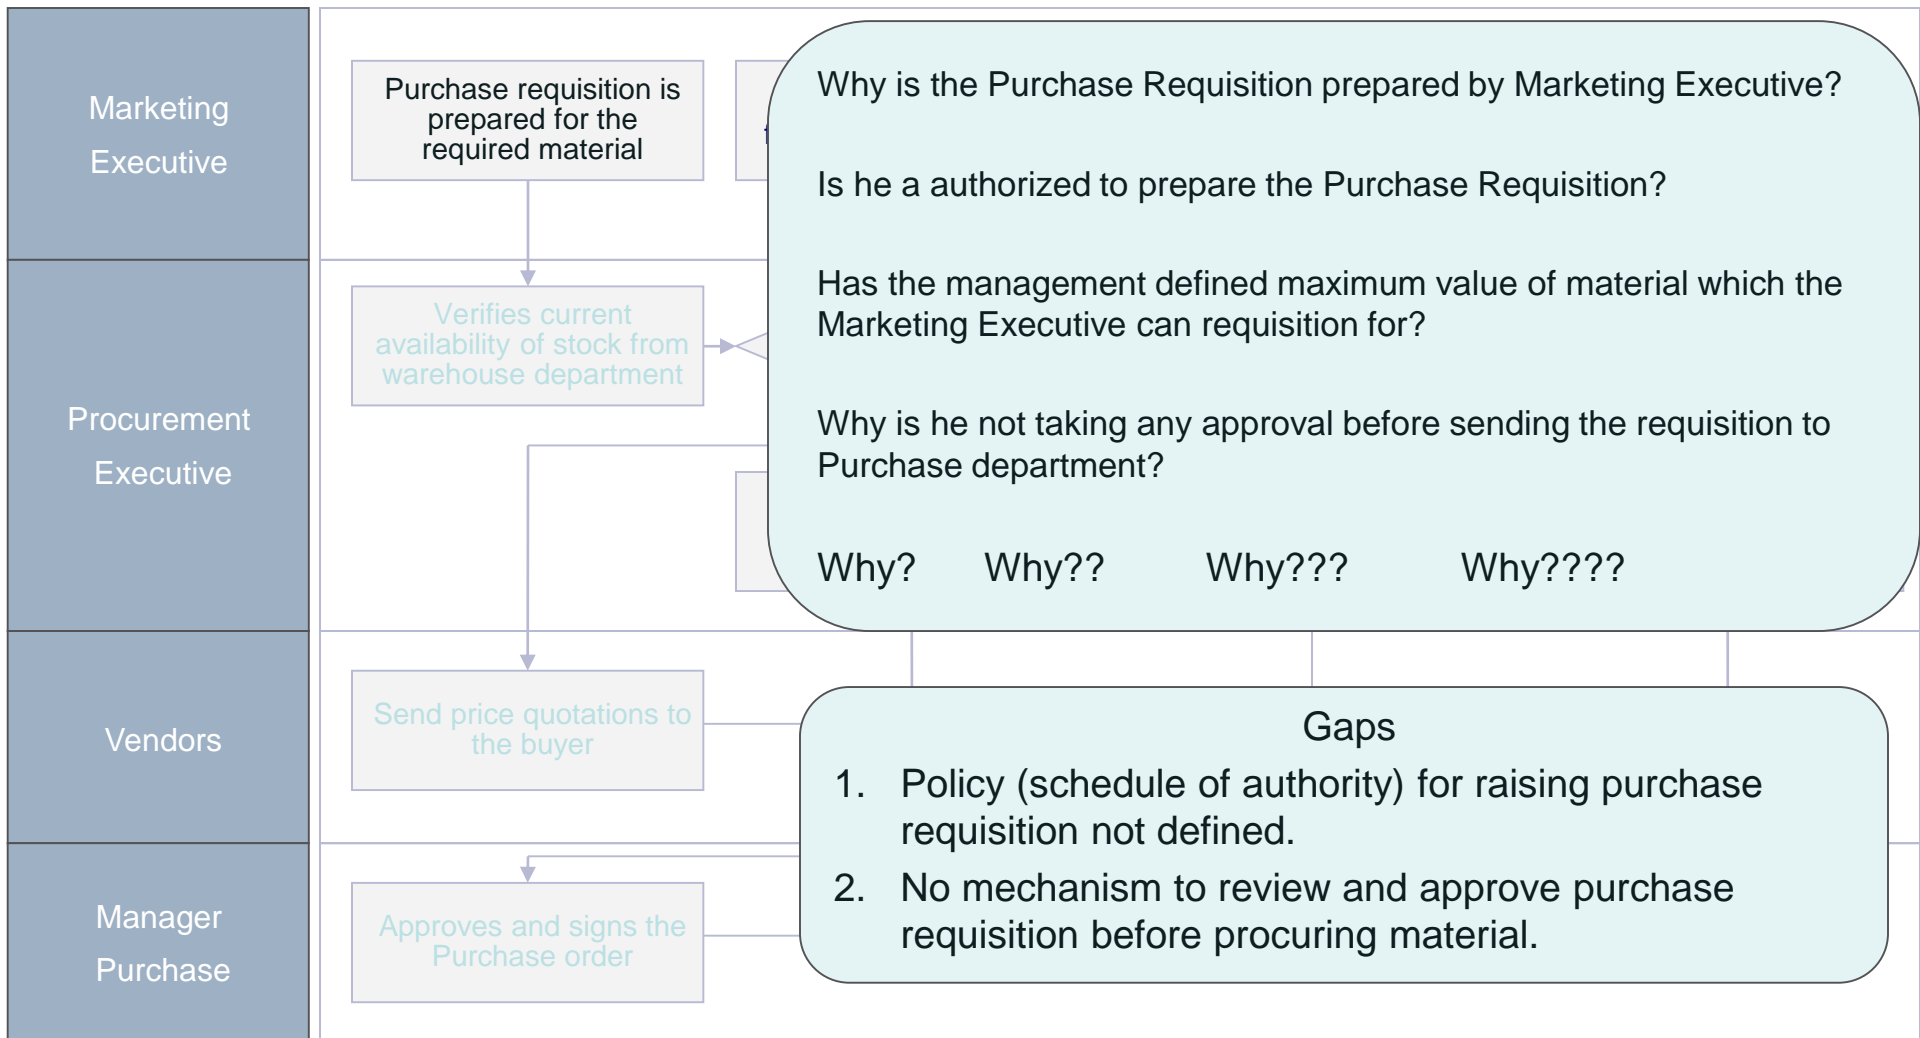 Marketing
Executive
Purchase requisition is
prepared for the
required material
Why is the Purchase Requisition prepared by Marketing Executive?
Is he a authorized to prepare the Purchase Requisition?
Has the management defined maximum value of material which the
Marketing Executive can requisition for?
Why is he not taking any approval before sending the requisition to
Purchase department?
Why? Why?? Why??? Why????
Procurement
Executive
Verifies current
availability of stock from
warehouse department
Vendors
Send price quotations to
the buyer
Gaps
1. Policy (schedule of authority) for raising purchase
requisition not defined.
2. No mechanism to review and approve purchase
requisition before procuring material.
Manager
Purchase
Approves and signs the
Purchase order